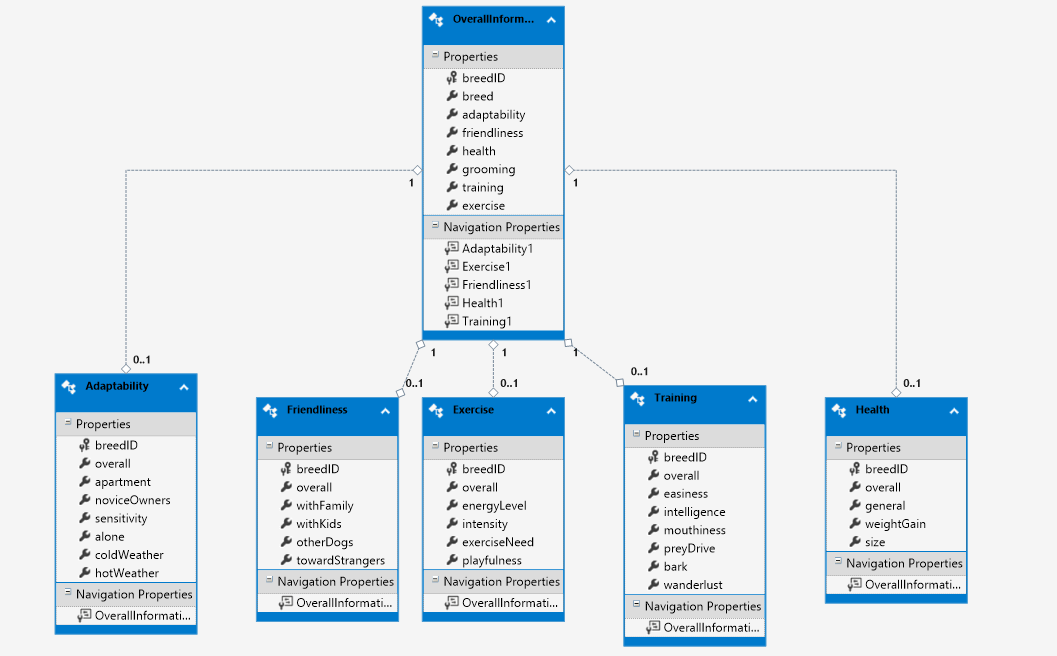 OverallInform...
Properties
breedID
breed
adaptability
friendliness
health
grooming
training
exercise
Navigation Properties
Adaptability1
Exercise1
Friendliness1
Health1
Training1
1
1
1
1
1
0..1
0..1
0..1
0..1
0..1
Adaptability
Properties
breedID
overall
apartment
noviceOwners
sensitivity
alone
coldWeather
hotWeather
Navigation Properties
OverallInformati...
Friendliness
Properties
breedID
overall
withFamily
withKids
otherDogs
towardStrangers
Navigation Properties
OverallInformati...
Exercise
Properties
breedID
overall
energyLevel
intensity
exerciseNeed
playfulness
Navigation Properties
OverallInformati...
Training
Properties
breedID
overall
easiness
intelligence
mouthiness
preyDrive
bark
wanderlust
Navigation Properties
OverallInformati...
Health
Properties
breedID
overall
general
weightGain
size
Navigation Properties
OverallInformati...